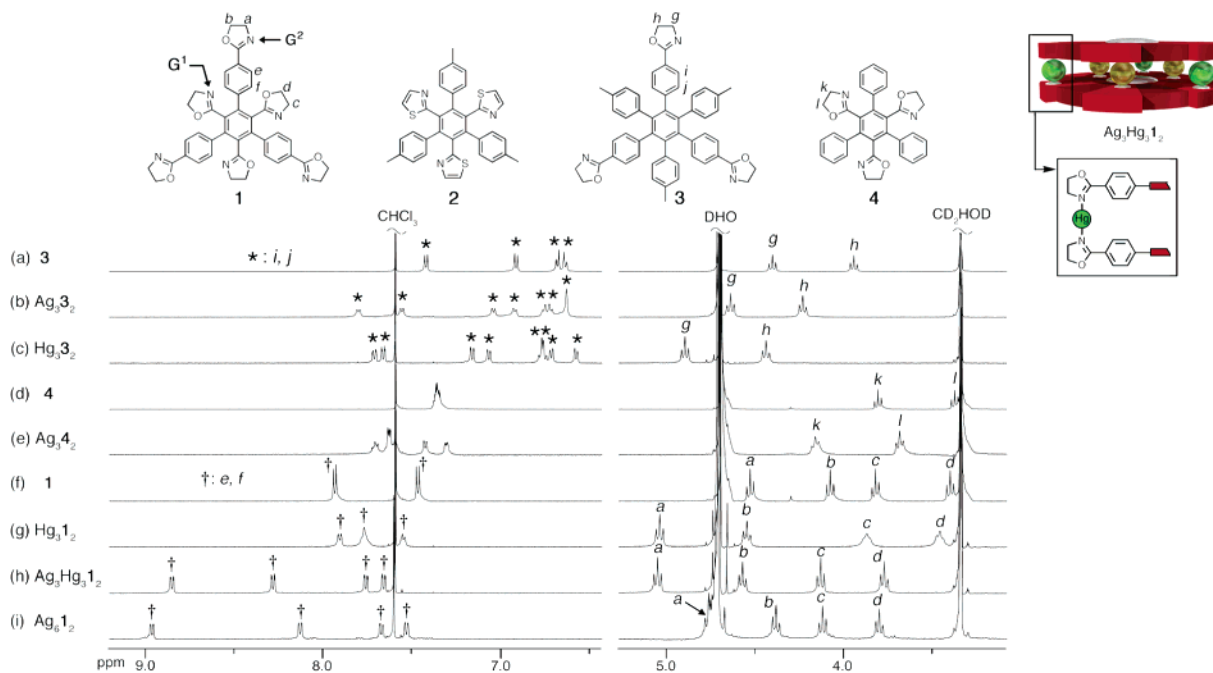 b a
O N G²
G¹
e
f d
N O
O N c
N O
O N
N O
O N
1
S N
N S
N S
2
h g
O N
i
j
N O
O N
3
k
N O
l O N
N O
4
Ag₃Hg₃1₂
O N
Hg
N O
CHCl₃ DHO CD₂HOD
(a) 3 * : i, j * * * * g h
(b) Ag₃3₂ * * * * * * * g h
(c) Hg₃3₂ * * * * * * * * g h
(d) 4 k l
(e) Ag₃4₂ k l
(f) 1 †: e, f † † a b c d
(g) Hg₃1₂ † † † a b c d
(h) Ag₃Hg₃1₂ † † † † a b c d
(i) Ag₆1₂ † † † † a b c d
ppm 9.0 8.0 7.0 5.0 4.0